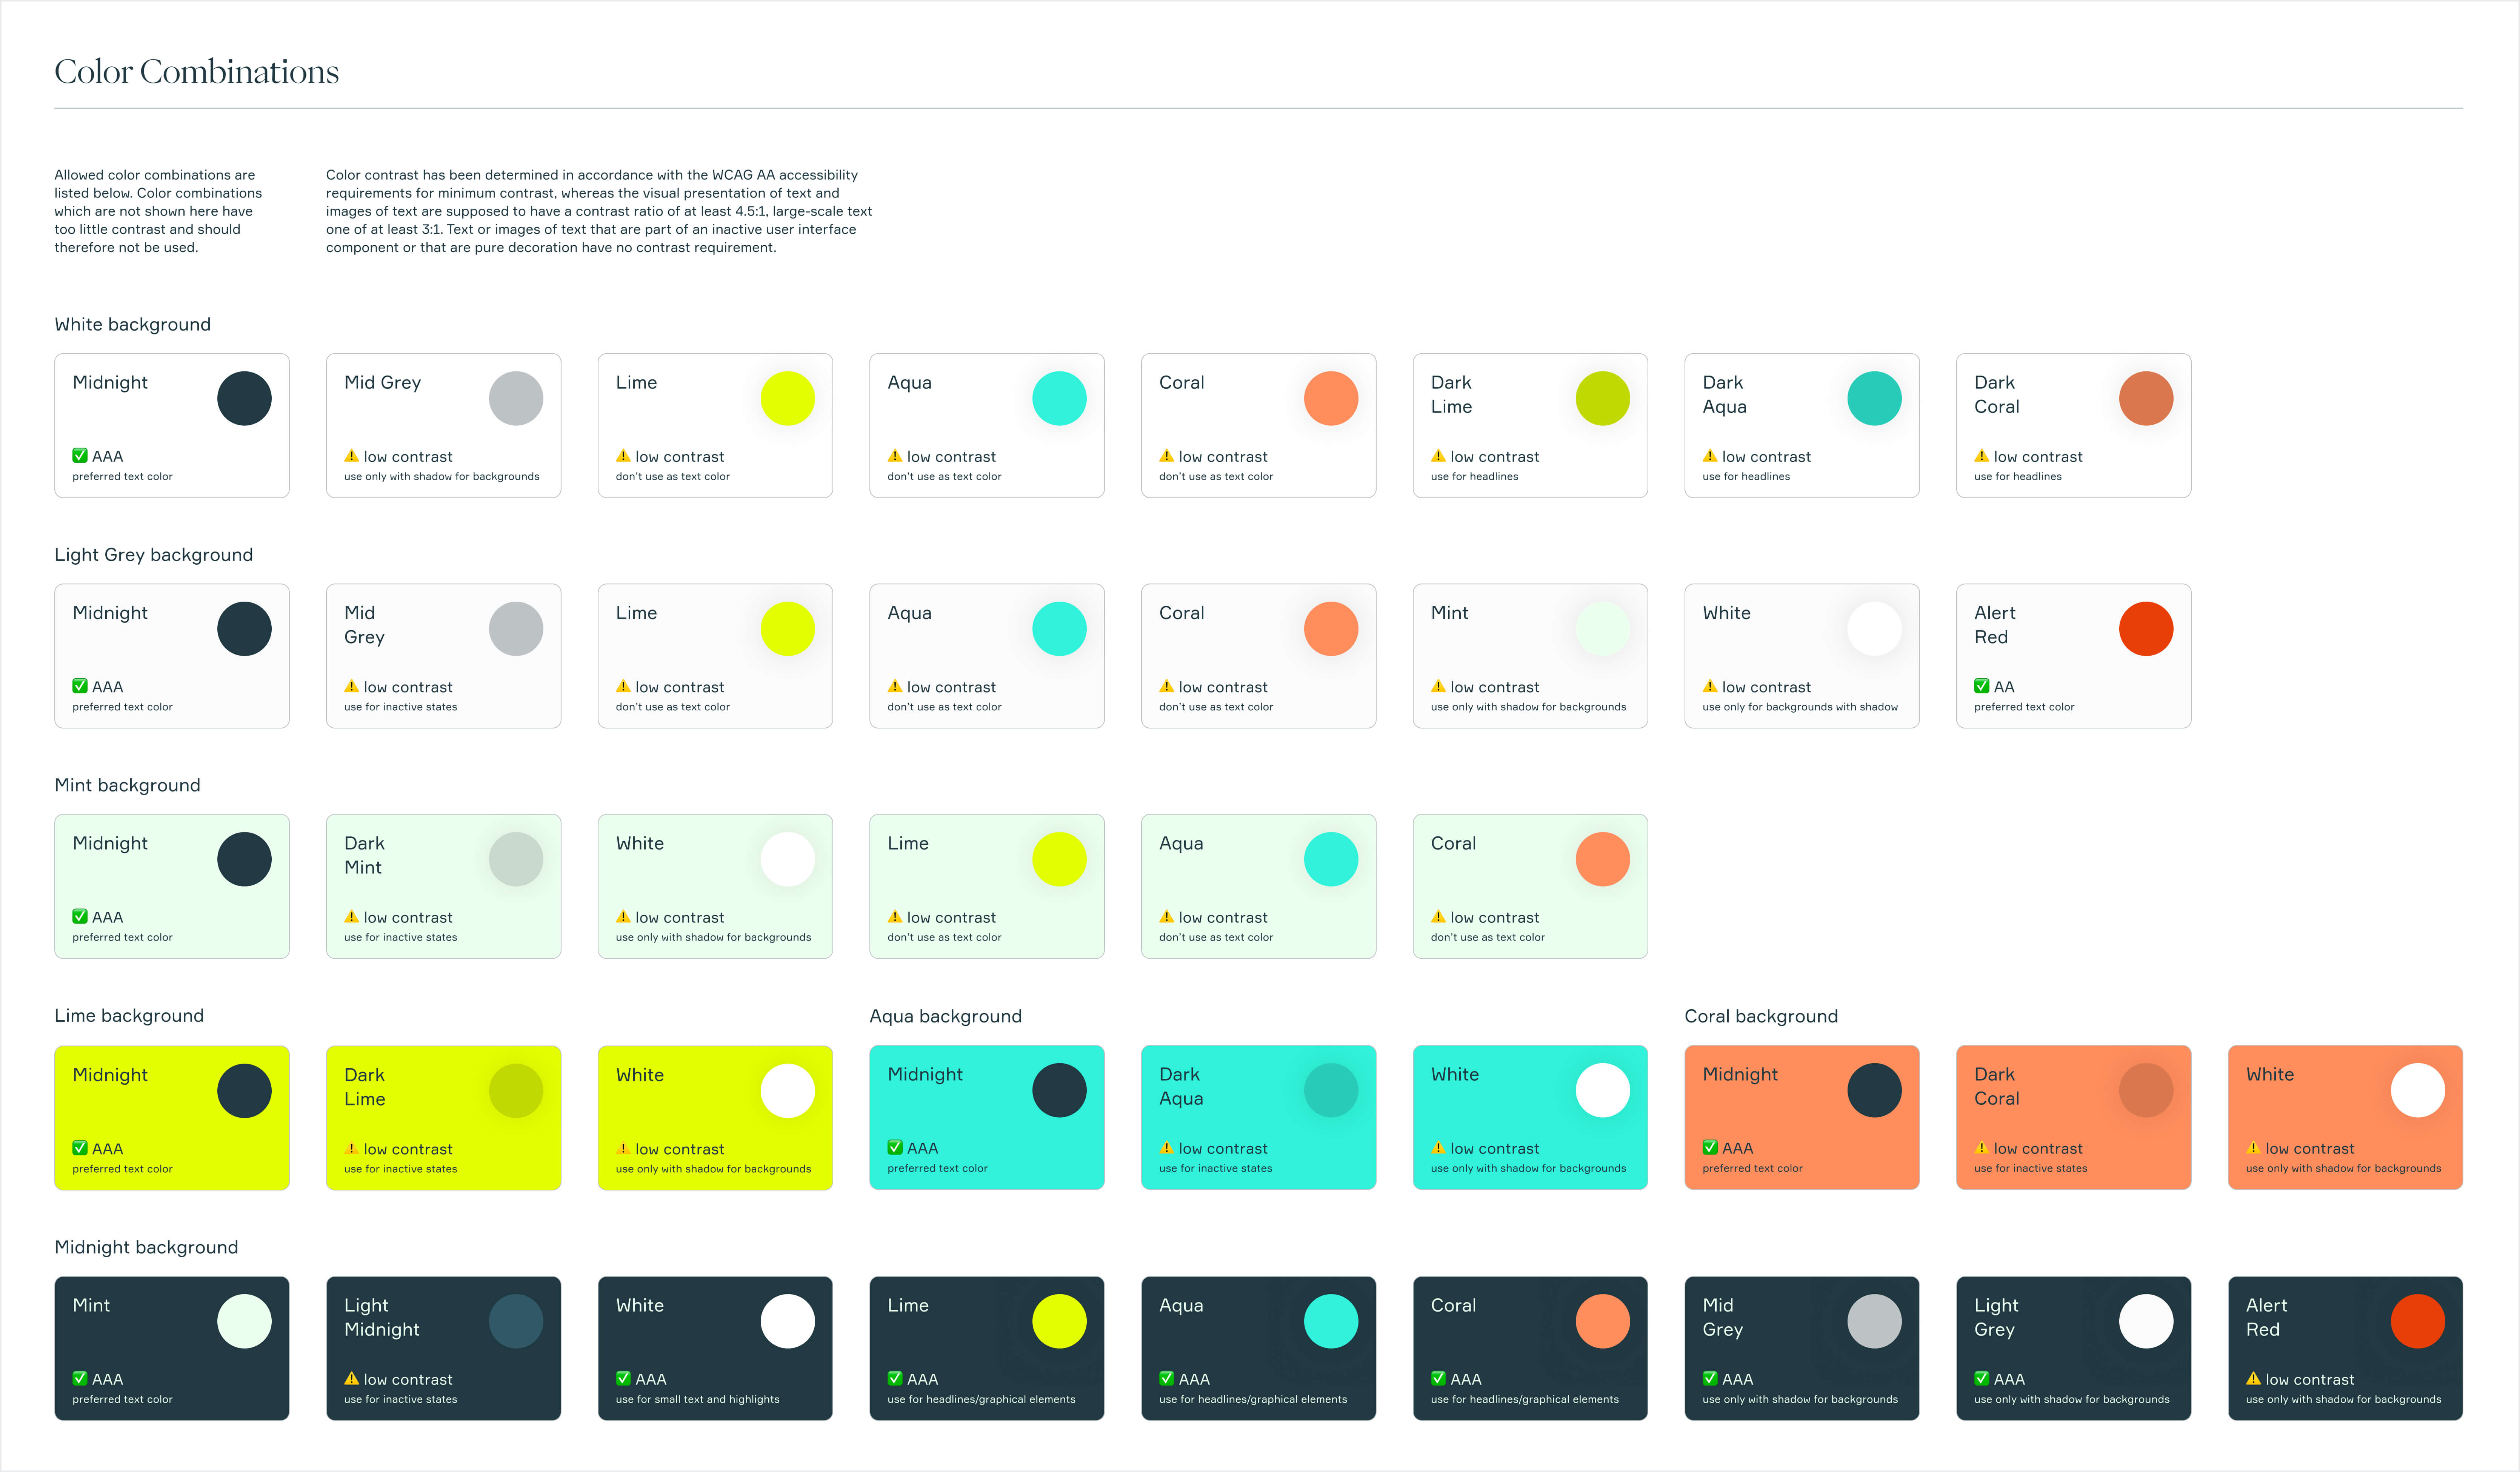 Color Combinations
Allowed color combinations are
listed below. Color combinations
which are not shown here have
too little contrast and should
therefore not be used.
Color contrast has been determined in accordance with the WCAG AA accessibility
requirements for minimum contrast, whereas the visual presentation of text and
images of text are supposed to have a contrast ratio of at least 4.5:1, large-scale text
one of at least 3:1. Text or images of text that are part of an inactive user interface
component or that are pure decoration have no contrast requirement.
White background
Midnight
AAA
preferred text color
Mid Grey
low contrast
use only with shadow for backgrounds
Lime
low contrast
don't use as text color
Aqua
low contrast
don't use as text color
Coral
low contrast
don't use as text color
Dark
Lime
low contrast
use for headlines
Dark
Aqua
low contrast
use for headlines
Dark
Coral
low contrast
use for headlines
Light Grey background
Midnight
AAA
preferred text color
Mid
Grey
low contrast
use for inactive states
Lime
low contrast
don't use as text color
Aqua
low contrast
don't use as text color
Coral
low contrast
don't use as text color
Mint
low contrast
use only with shadow for backgrounds
White
low contrast
use only for backgrounds with shadow
Alert
Red
AA
preferred text color
Mint background
Midnight
AAA
preferred text color
Dark
Mint
low contrast
use for inactive states
White
low contrast
use only with shadow for backgrounds
Lime
low contrast
don't use as text color
Aqua
low contrast
don't use as text color
Coral
low contrast
don't use as text color
Lime background
Midnight
AAA
preferred text color
Dark
Lime
low contrast
use for inactive states
White
low contrast
use only with shadow for backgrounds
Aqua background
Midnight
AAA
preferred text color
Dark
Aqua
low contrast
use for inactive states
White
low contrast
use only with shadow for backgrounds
Coral background
Midnight
AAA
preferred text color
Dark
Coral
low contrast
use for inactive states
White
low contrast
use only with shadow for backgrounds
Midnight background
Mint
AAA
preferred text color
Light
Midnight
low contrast
use for inactive states
White
AAA
use for small text and highlights
Lime
AAA
use for headlines/graphical elements
Aqua
AAA
use for headlines/graphical elements
Coral
AAA
use for headlines/graphical elements
Mid
Grey
AAA
use only with shadow for backgrounds
Light
Grey
AAA
use only with shadow for backgrounds
Alert
Red
low contrast
use only with shadow for backgrounds